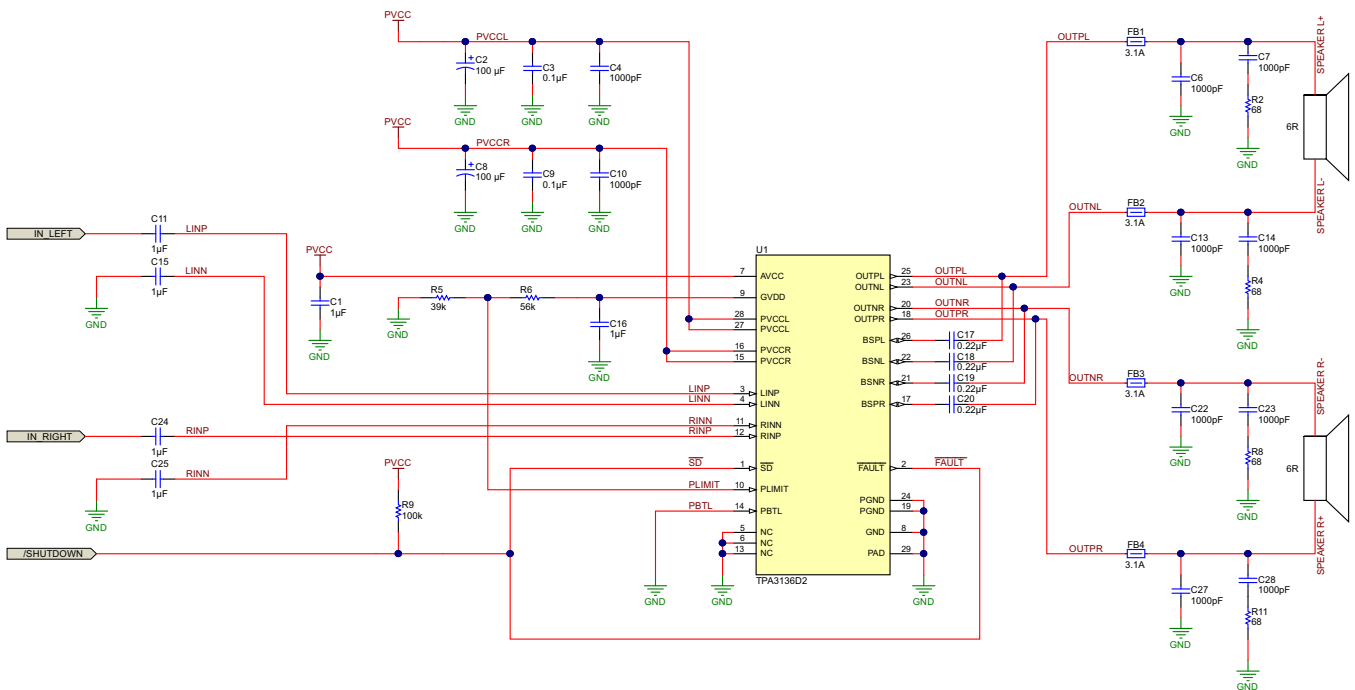 PVCC
PVCCL
C2
100 µF
C3
0.1µF
C4
1000pF
GND
GND
GND
PVCC
PVCCR
C8
100 µF
C9
0.1µF
C10
1000pF
GND
GND
GND
IN_LEFT
C11
1µF
LINP
C15
1µF
LINN
GND
PVCC
C1
1µF
GND
R5
39k
R6
56k
GND
C16
1µF
GND
IN_RIGHT
C24
1µF
RINP
C25
1µF
RINN
GND
PVCC
R9
100k
/SHUTDOWN
LINP
LINN
RINN
RINP
SD
PLIMIT
PBTL
GND
GND
U1
7 AVCC
9 GVDD
28 PVCCL
27 PVCCL
16 PVCCR
15 PVCCR
3 LINP
4 LINN
11 RINN
12 RINP
1 SD
10 PLIMIT
14 PBTL
5 NC
6 NC
13 NC
OUTPL 25 OUTPL
OUTNL 23 OUTNL
OUTNR 20 OUTNR
OUTPR 18 OUTPR
BSPL 26
BSNL 22
BSNR 21
BSPR 17
FAULT 2 FAULT
PGND 24
PGND 19
GND 8
PAD 29
TPA3136D2
GND
C17
0.22µF
C18
0.22µF
C19
0.22µF
C20
0.22µF
OUTPL
FB1
3.1A
C6
1000pF
GND
C7
1000pF
R2
68
GND
SPEAKER L+
6R
SPEAKER L-
OUTNL
FB2
3.1A
C13
1000pF
GND
C14
1000pF
R4
68
GND
OUTNR
FB3
3.1A
C22
1000pF
GND
C23
1000pF
R8
68
GND
SPEAKER R-
6R
SPEAKER R+
OUTPR
FB4
3.1A
C27
1000pF
GND
C28
1000pF
R11
68
GND